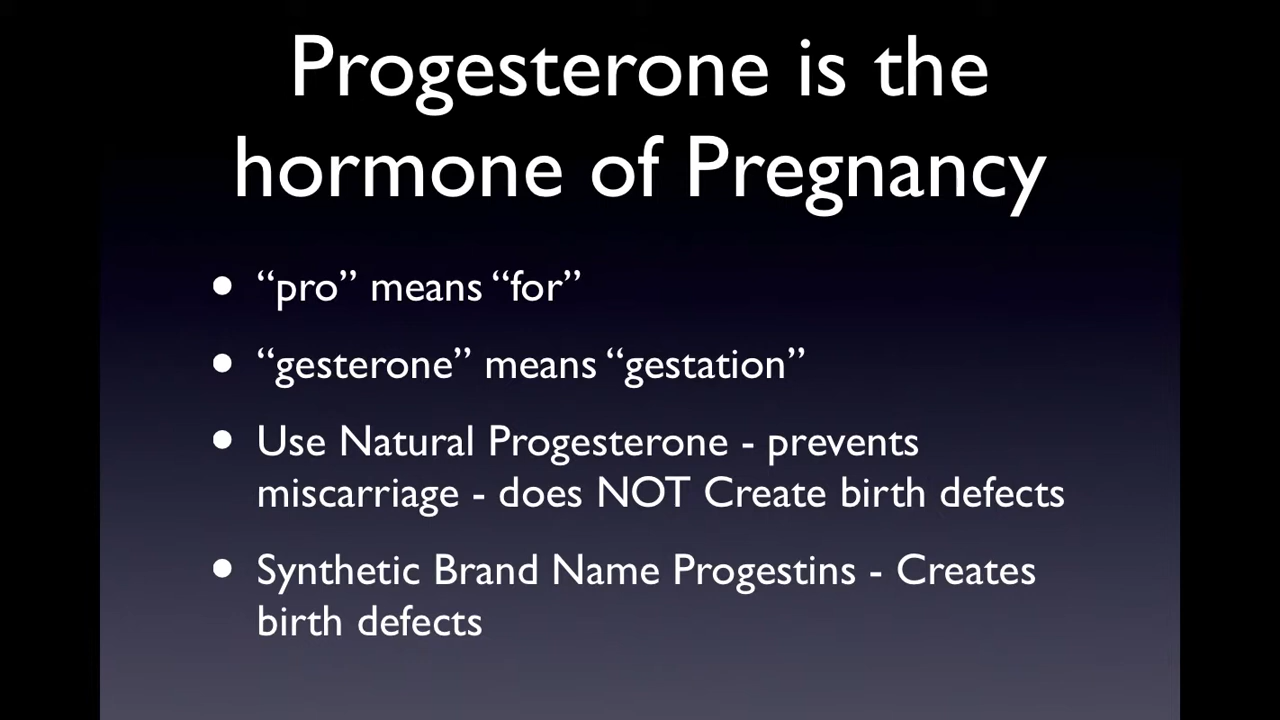 Progesterone is the
hormone of Pregnancy
• “pro” means “for”
• “gesterone” means “gestation”
• Use Natural Progesterone - prevents
miscarriage - does NOT Create birth defects
• Synthetic Brand Name Progestins - Creates
birth defects